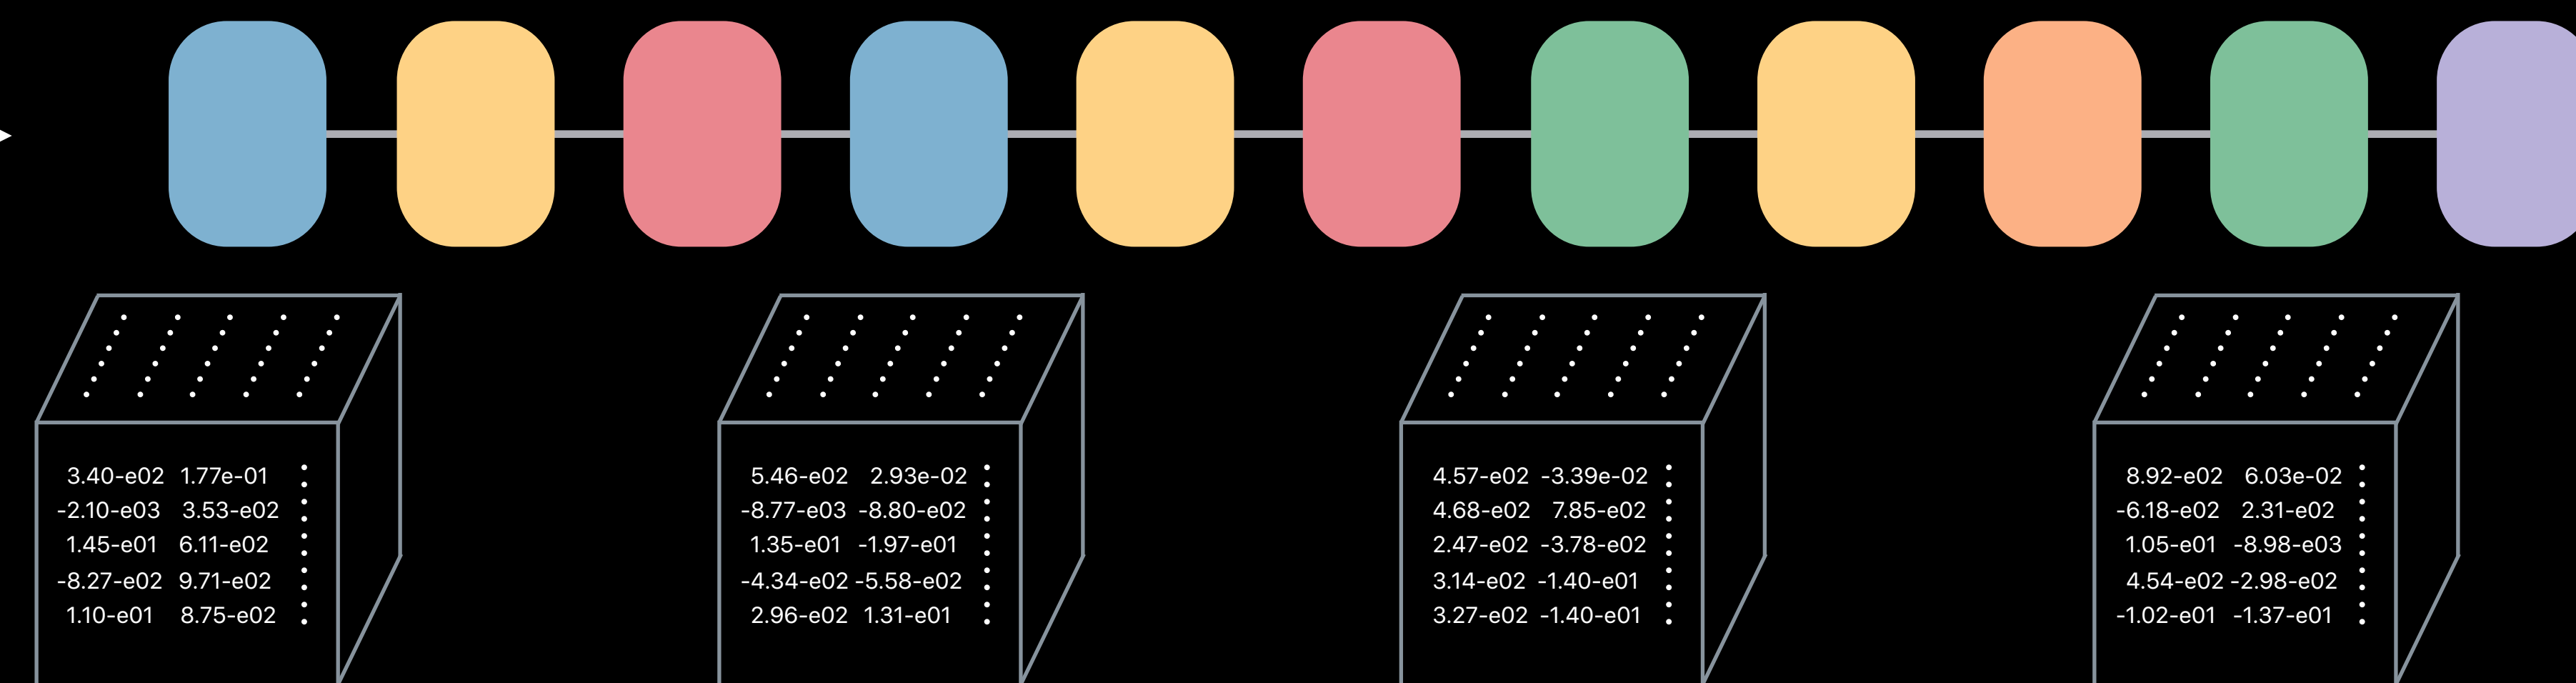 3.40-e02 1.77e-01
-2.10-e03 3.53-e02
1.45-e01 6.11-e02
-8.27-e02 9.71-e02
1.10-e01 8.75-e02
5.46-e02 2.93e-02
-8.77-e03 -8.80-e02
1.35-e01 -1.97-e01
-4.34-e02 -5.58-e02
2.96-e02 1.31-e01
4.57-e02 -3.39e-02
4.68-e02 7.85-e02
2.47-e02 -3.78-e02
3.14-e02 -1.40-e01
3.27-e02 -1.40-e01
8.92-e02 6.03e-02
-6.18-e02 2.31-e02
1.05-e01 -8.98-e03
4.54-e02 -2.98-e02
-1.02-e01 -1.37-e01